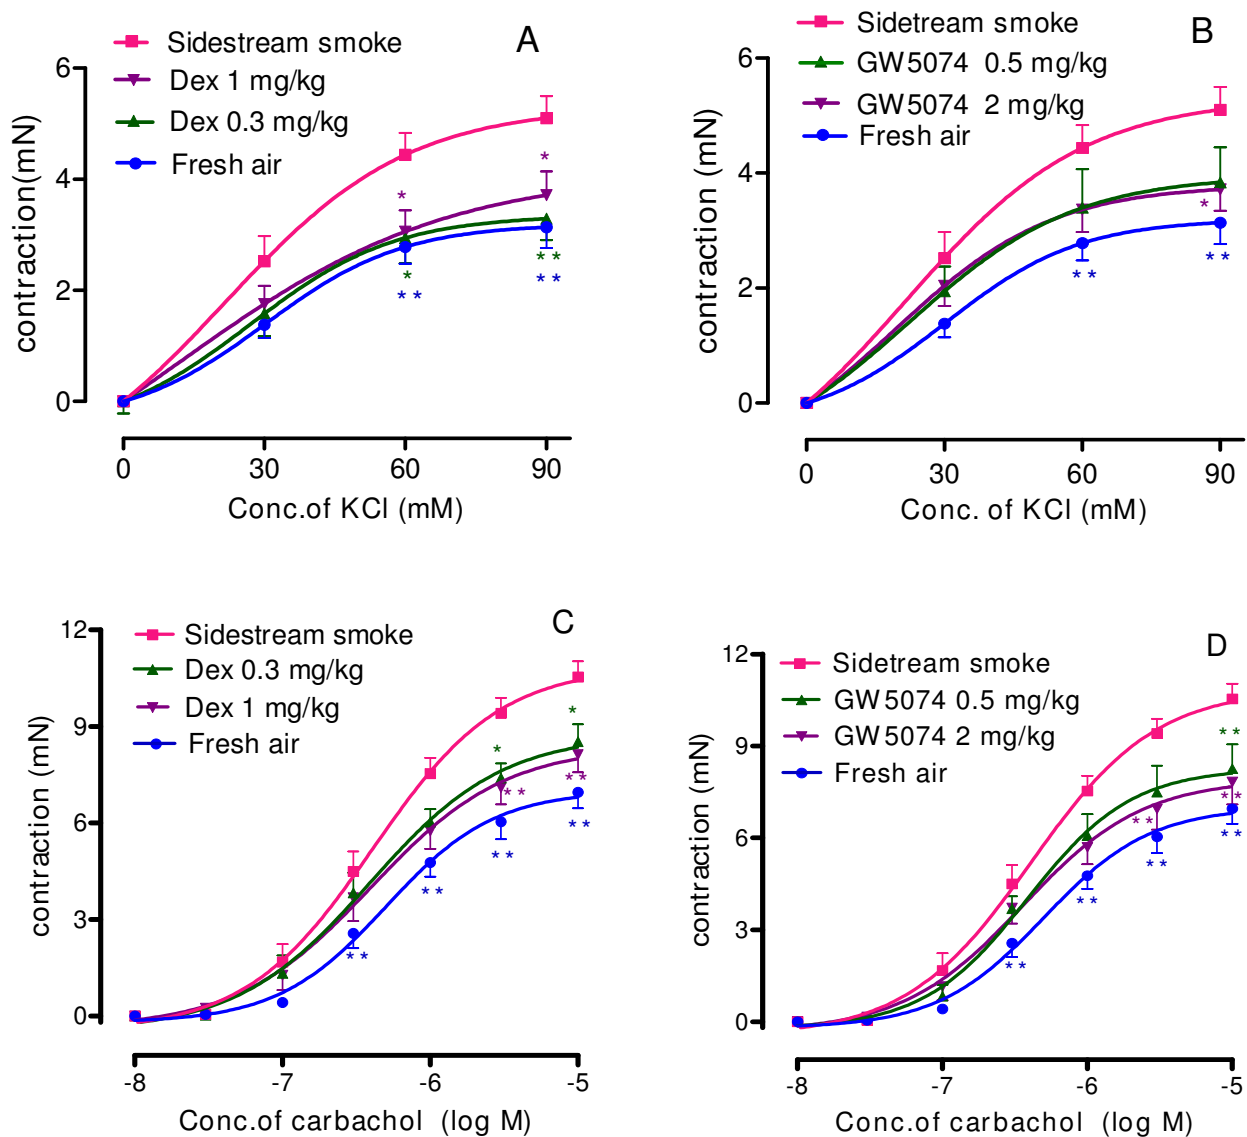 A
Sidestream smoke
Dex 1 mg/kg
Dex 0.3 mg/kg
Fresh air
contraction(mN)
6
4
2
0
*
*
*
* *
* *
* *
0 30 60 90
Conc.of KCl (mM)
B
Sidetream smoke
GW5074 0.5 mg/kg
GW5074 2 mg/kg
Fresh air
contraction (mN)
6
4
2
0
*
* *
* *
0 30 60 90
Conc. of KCl (mM)
C
Sidestream smoke
Dex 0.3 mg/kg
Dex 1 mg/kg
Fresh air
contraction (mN)
12
9
6
3
0
*
*
* *
* *
* *
* *
* *
* *
-8 -7 -6 -5
Conc.of carbachol (log M)
D
Sidetream smoke
GW5074 0.5 mg/kg
GW5074 2 mg/kg
Fresh air
contraction (mN)
12
9
6
3
0
* *
* *
* *
* *
* *
* *
* *
-8 -7 -6 -5
Conc.of carbachol (log M)